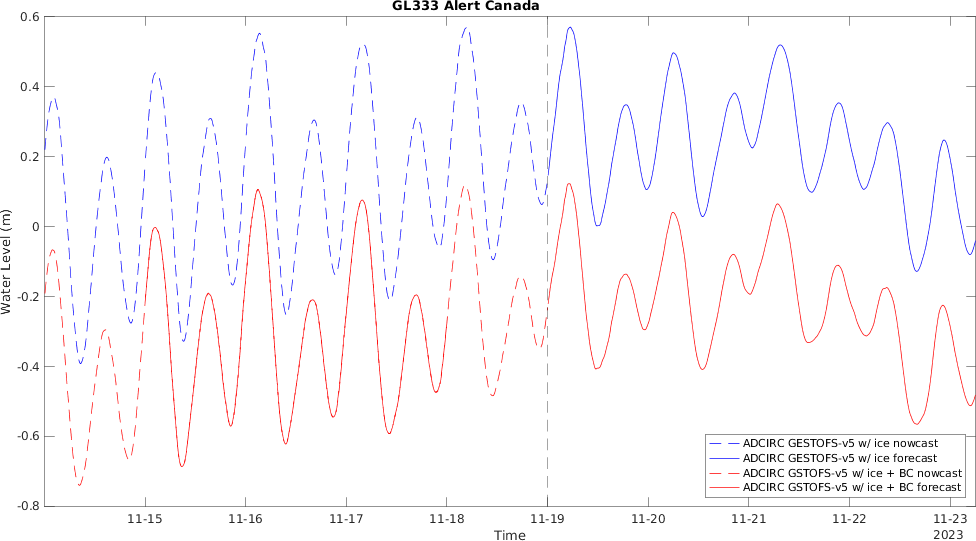 GL333 Alert Canada
0.6
0.4
0.2
0
-0.2
-0.4
-0.6
-0.8
Water Level (m)
ADCIRC GESTOFS-v5 w/ ice nowcast
ADCIRC GESTOFS-v5 w/ ice forecast
ADCIRC GSTOFS-v5 w/ ice + BC nowcast
ADCIRC GSTOFS-v5 w/ ice + BC forecast
11-15
11-16
11-17
11-18
11-19
11-20
11-21
11-22
11-23
Time
2023